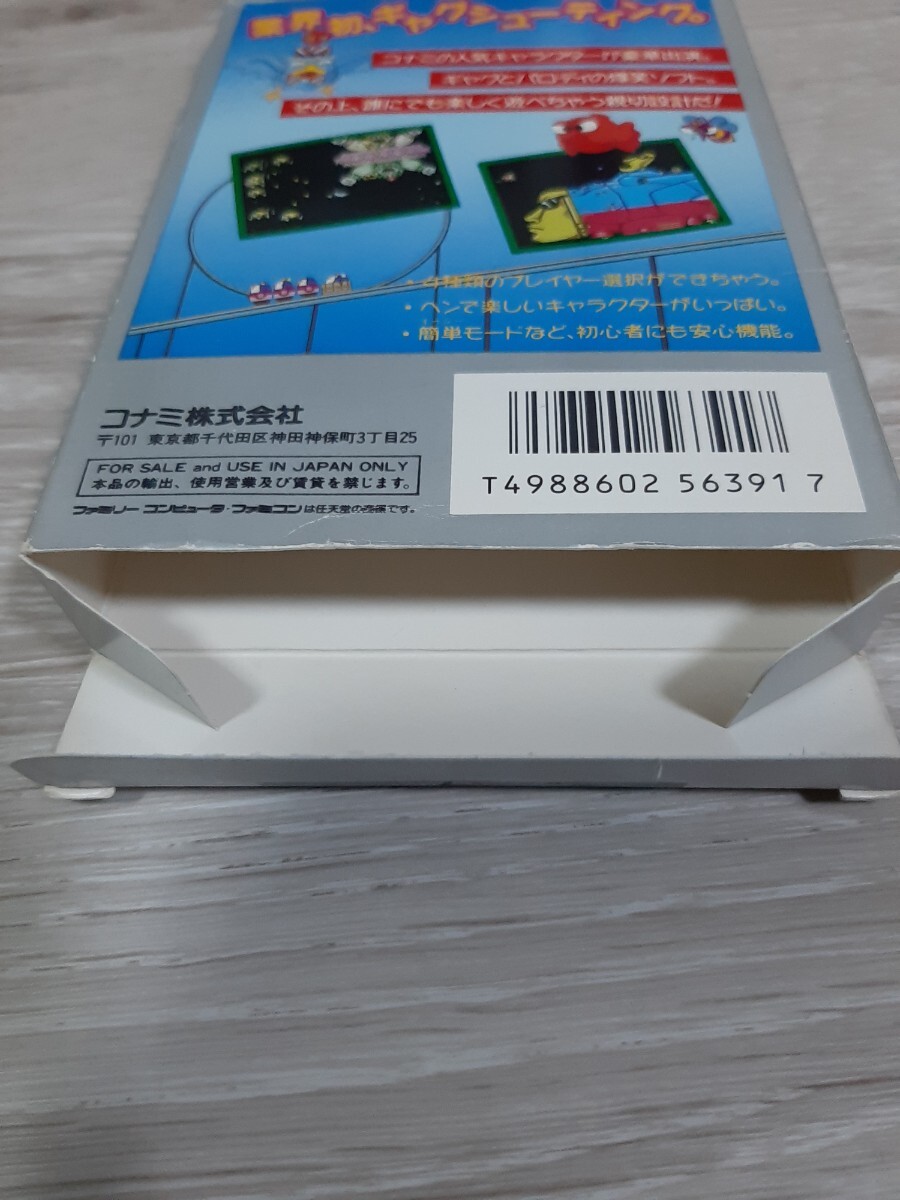 業界初、ギャグシューティング。
コナミの人気キャラクターが豪華出演。
ギャグとパロディの爆笑ソフト。
その上、誰にでも楽しく遊べちゃう親切設計だ!
・4種類のプレイヤー選択ができちゃう。
・ヘンで楽しいキャラクターがいっぱい。
・簡単モードなど、初心者にも安心機能。
コナミ株式会社
〒101 東京都千代田区神田神保町3丁目25
FOR SALE and USE IN JAPAN ONLY
本品の輸出、使用営業及び賃貸を禁じます。
ファミリーコンピュータ・ファミコンは任天堂の商標です。
T4988602 563917